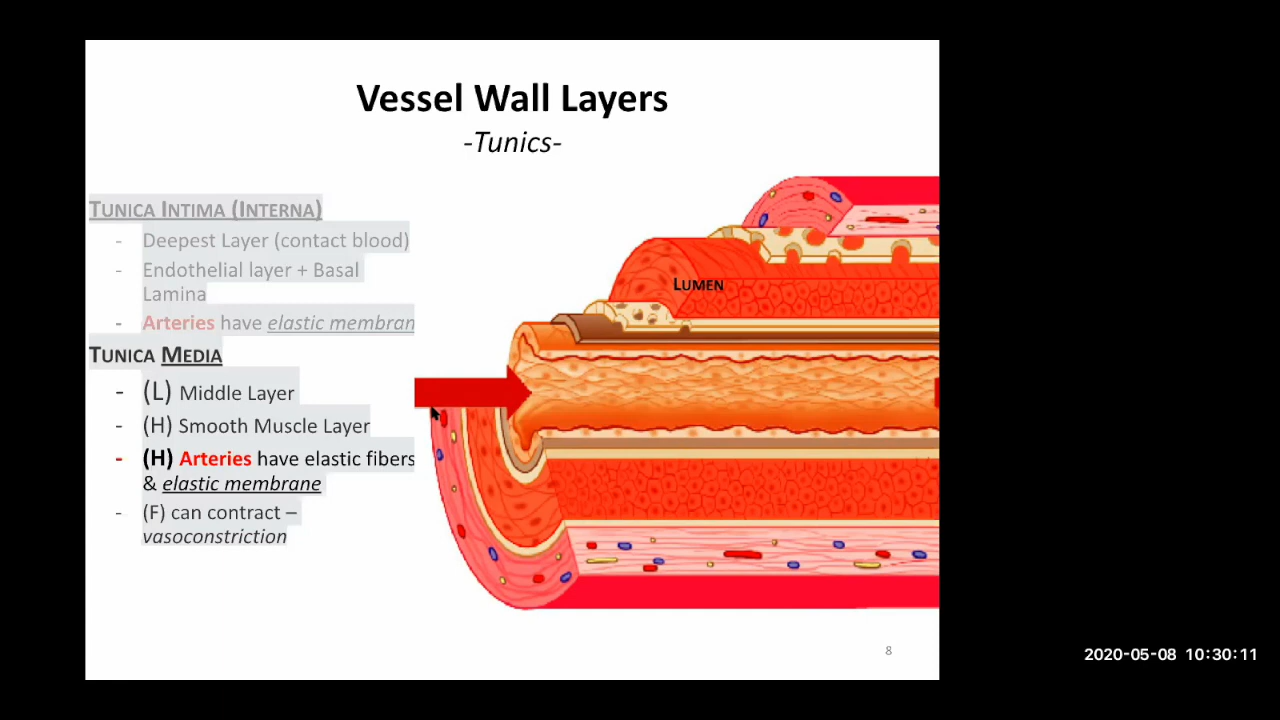 Vessel Wall Layers
-Tunics-
TUNICA INTIMA (INTERNA)
- Deepest Layer (contact blood)
- Endothelial layer + Basal
Lamina
- Arteries have elastic membran
TUNICA MEDIA
- (L) Middle Layer
- (H) Smooth Muscle Layer
- (H) Arteries have elastic fibers
& elastic membrane
- (F) can contract –
vasoconstriction
LUMEN
8
2020-05-08 10:30:11